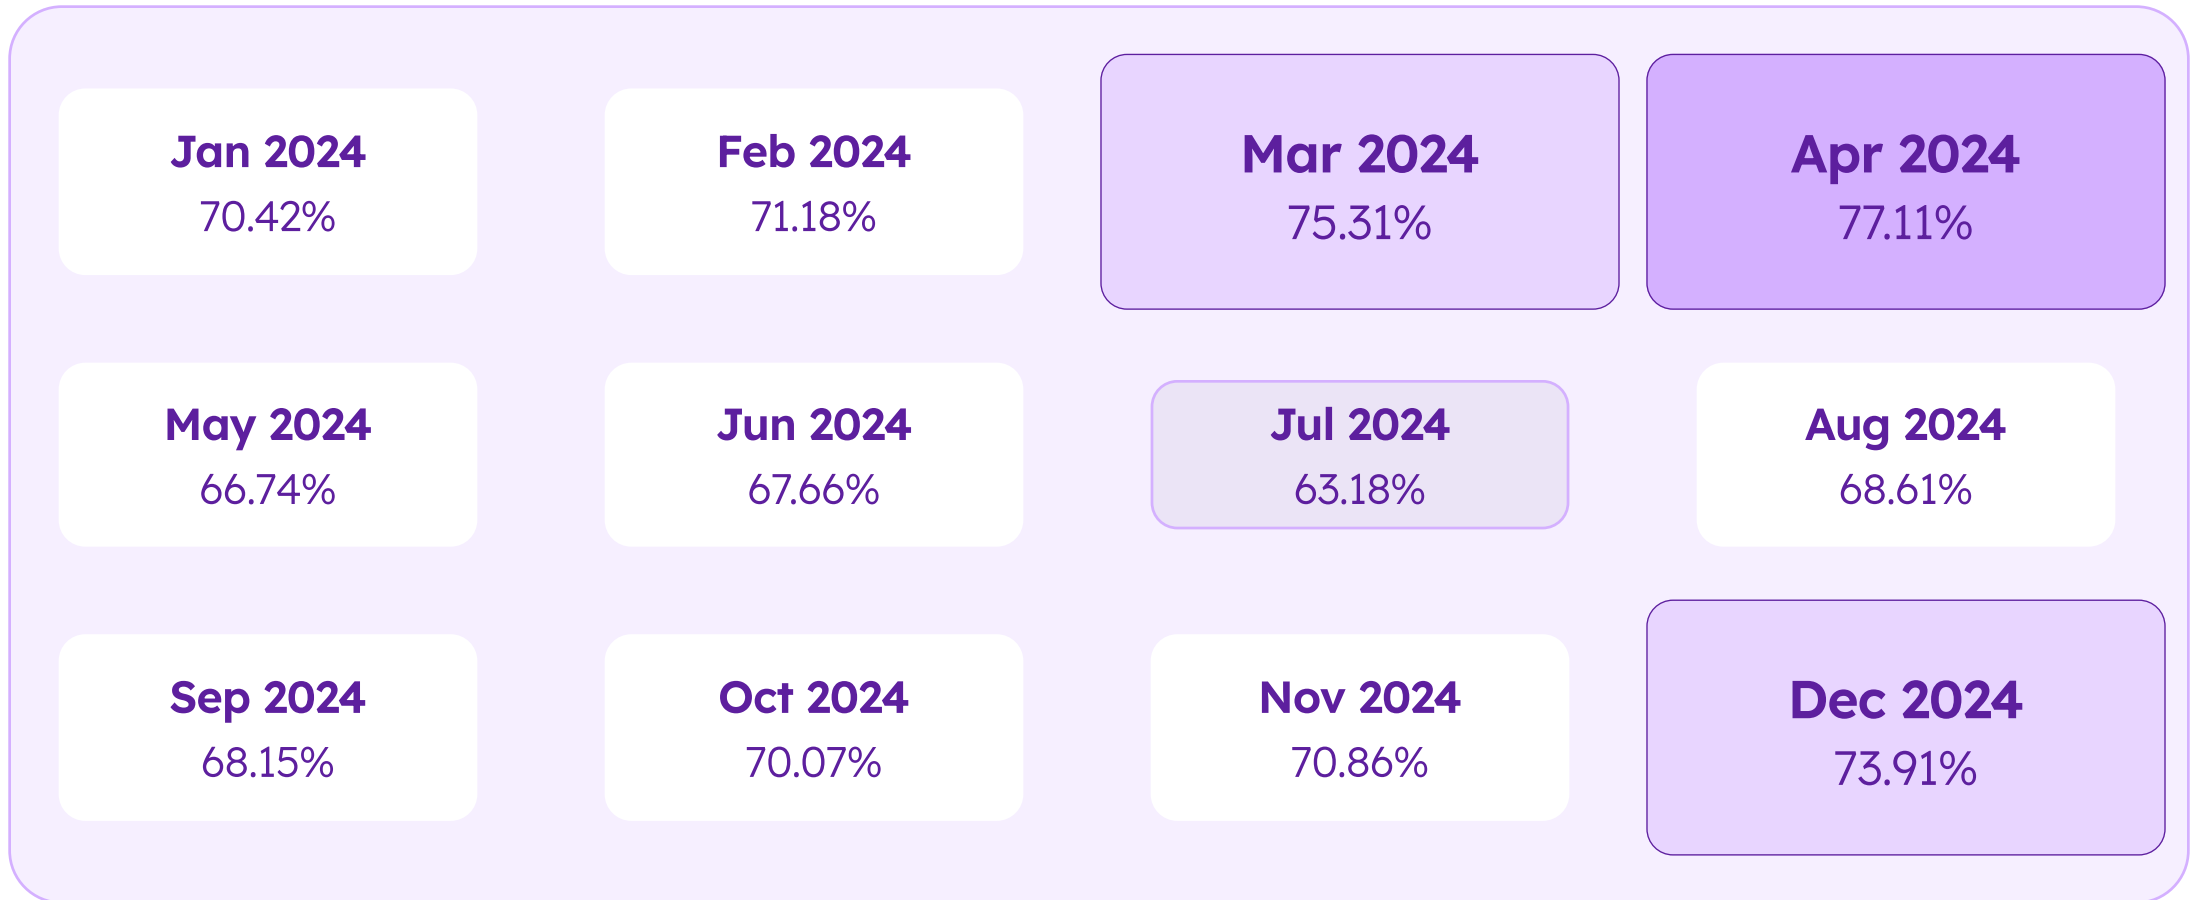 Jan 2024
70.42%
Feb 2024
71.18%
Mar 2024
75.31%
Apr 2024
77.11%
May 2024
66.74%
Jun 2024
67.66%
Jul 2024
63.18%
Aug 2024
68.61%
Sep 2024
68.15%
Oct 2024
70.07%
Nov 2024
70.86%
Dec 2024
73.91%